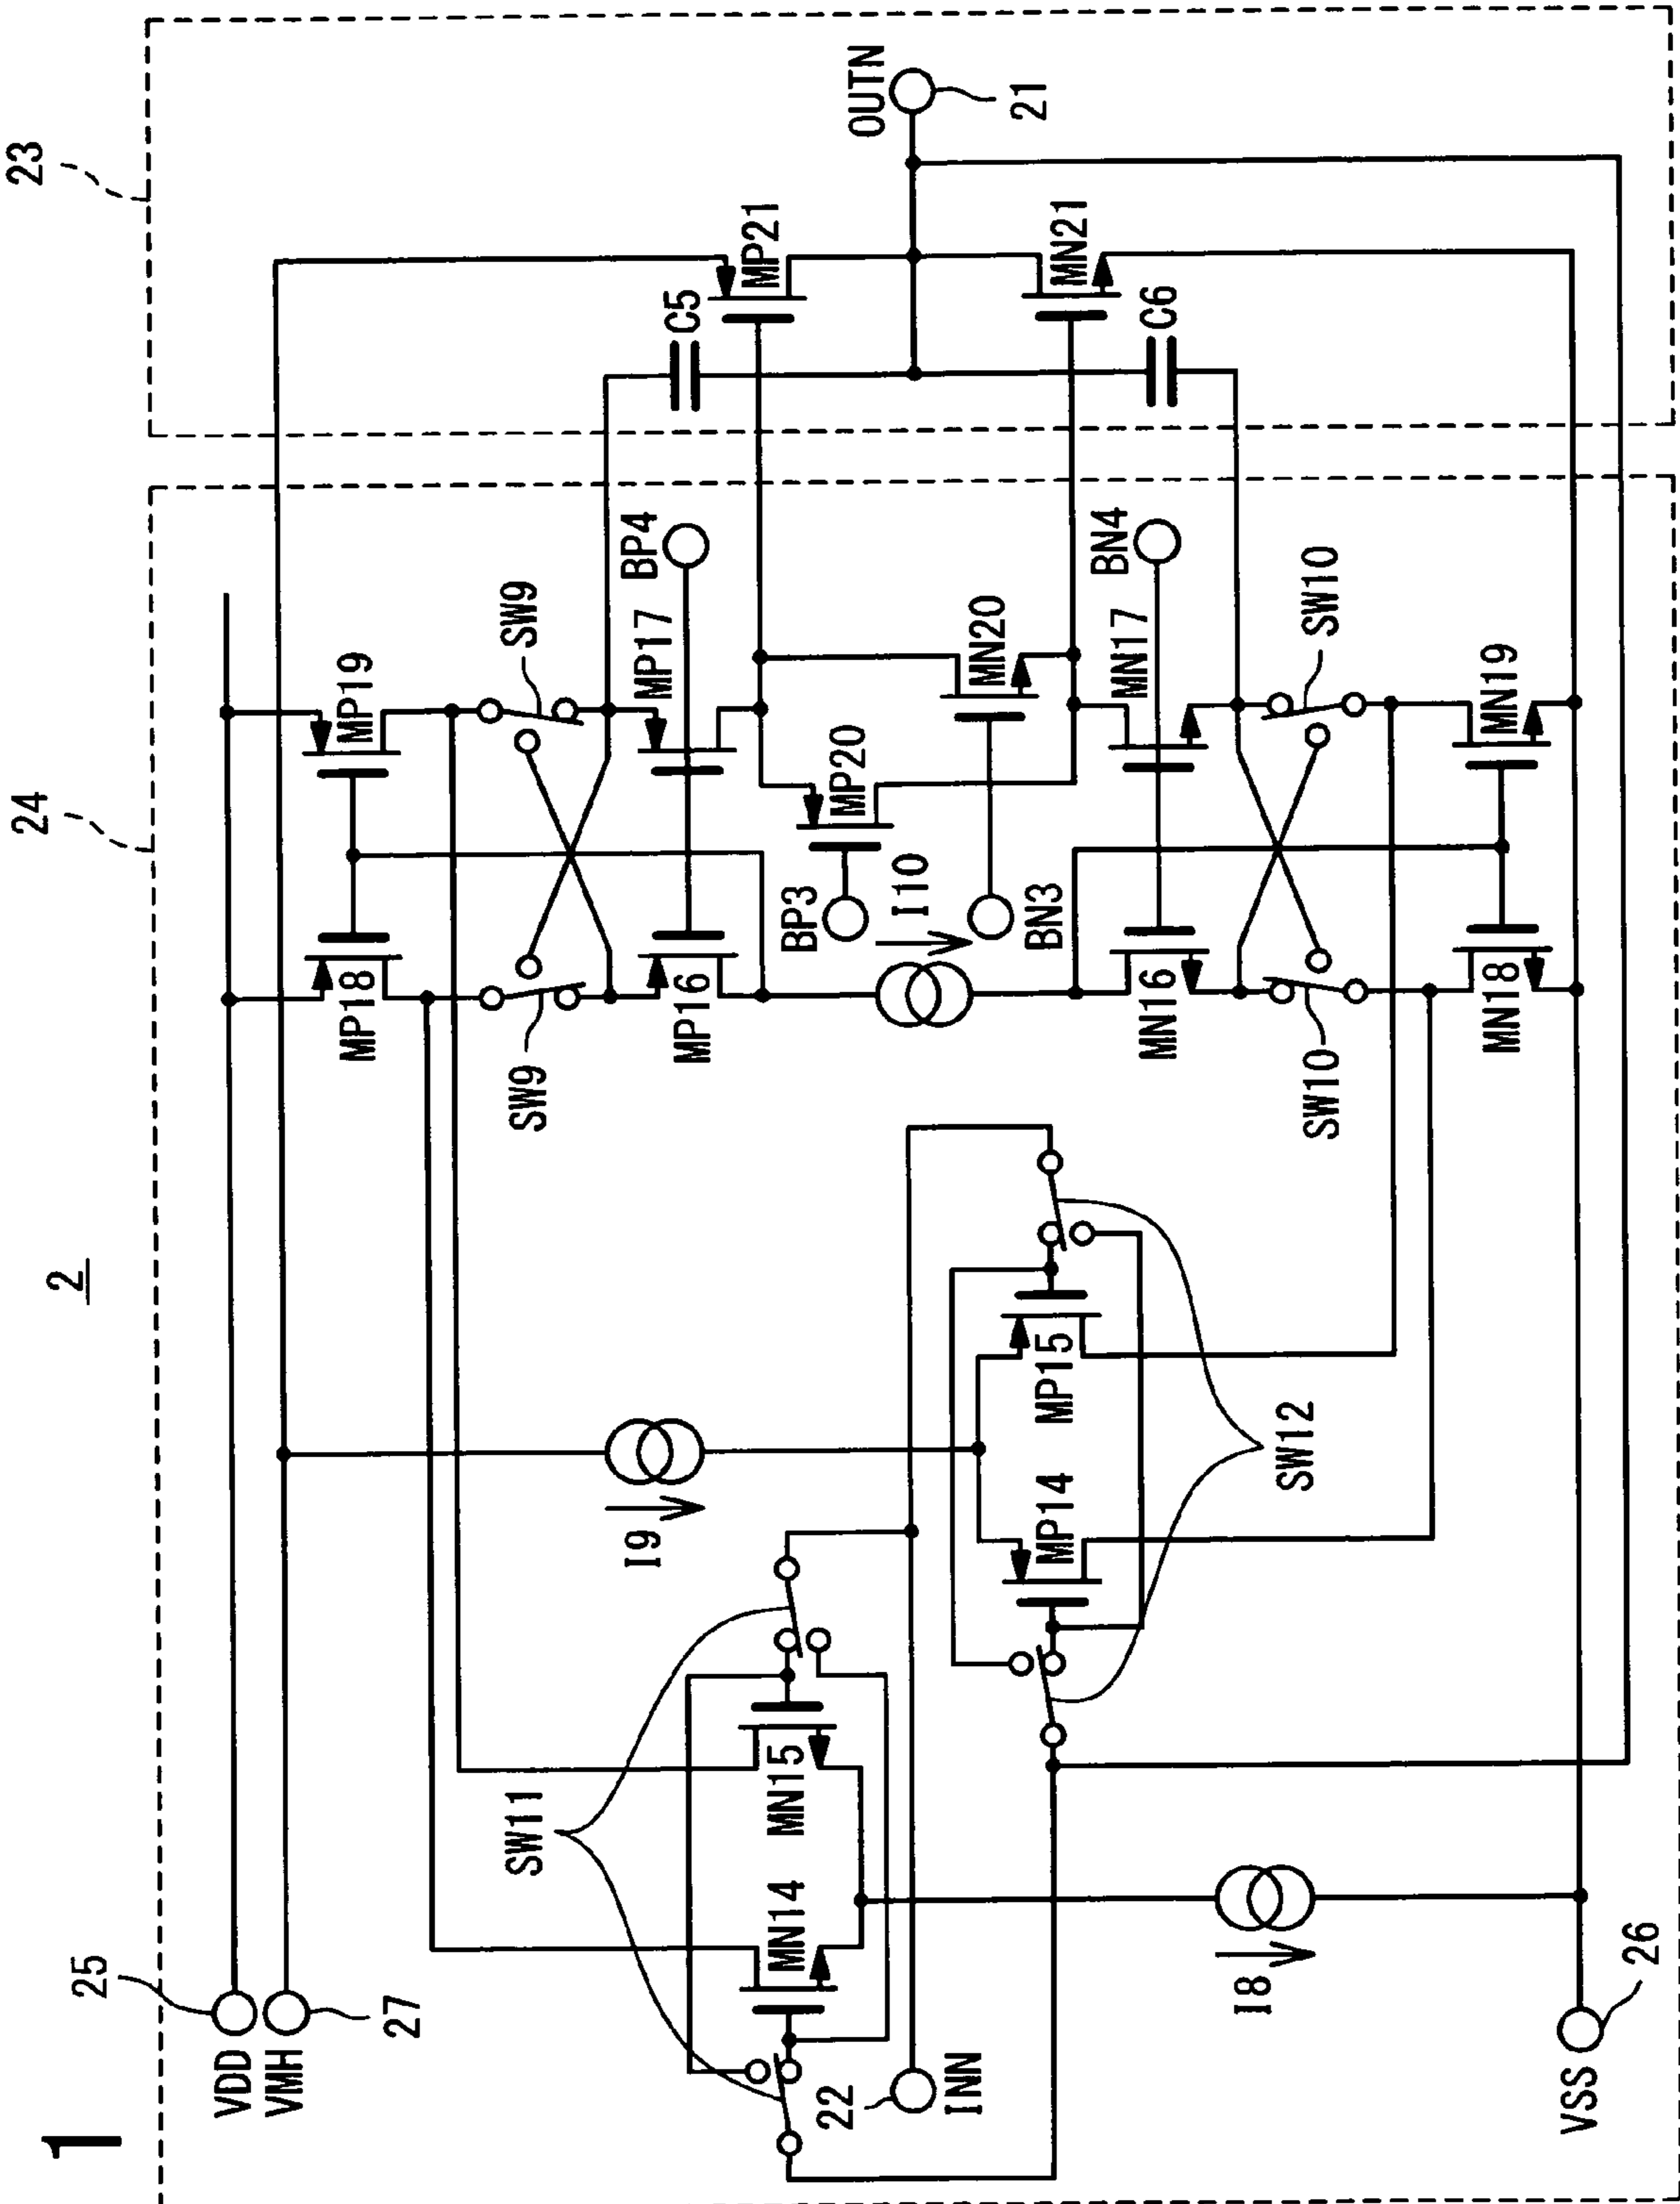 1
2
23
24
25
VDD
VMH
27
MP18
MP19
SW9
SW9
MP16
MP17
BP4
C5
MP21
OUTN
21
SW11
I9
MN14
MN15
22
INN
BP3
MP20
I10
BN3
MN20
MN21
C6
MP14
MP15
SW12
MN16
MN17
BN4
SW10
SW10
I8
MN18
MN19
VSS
26